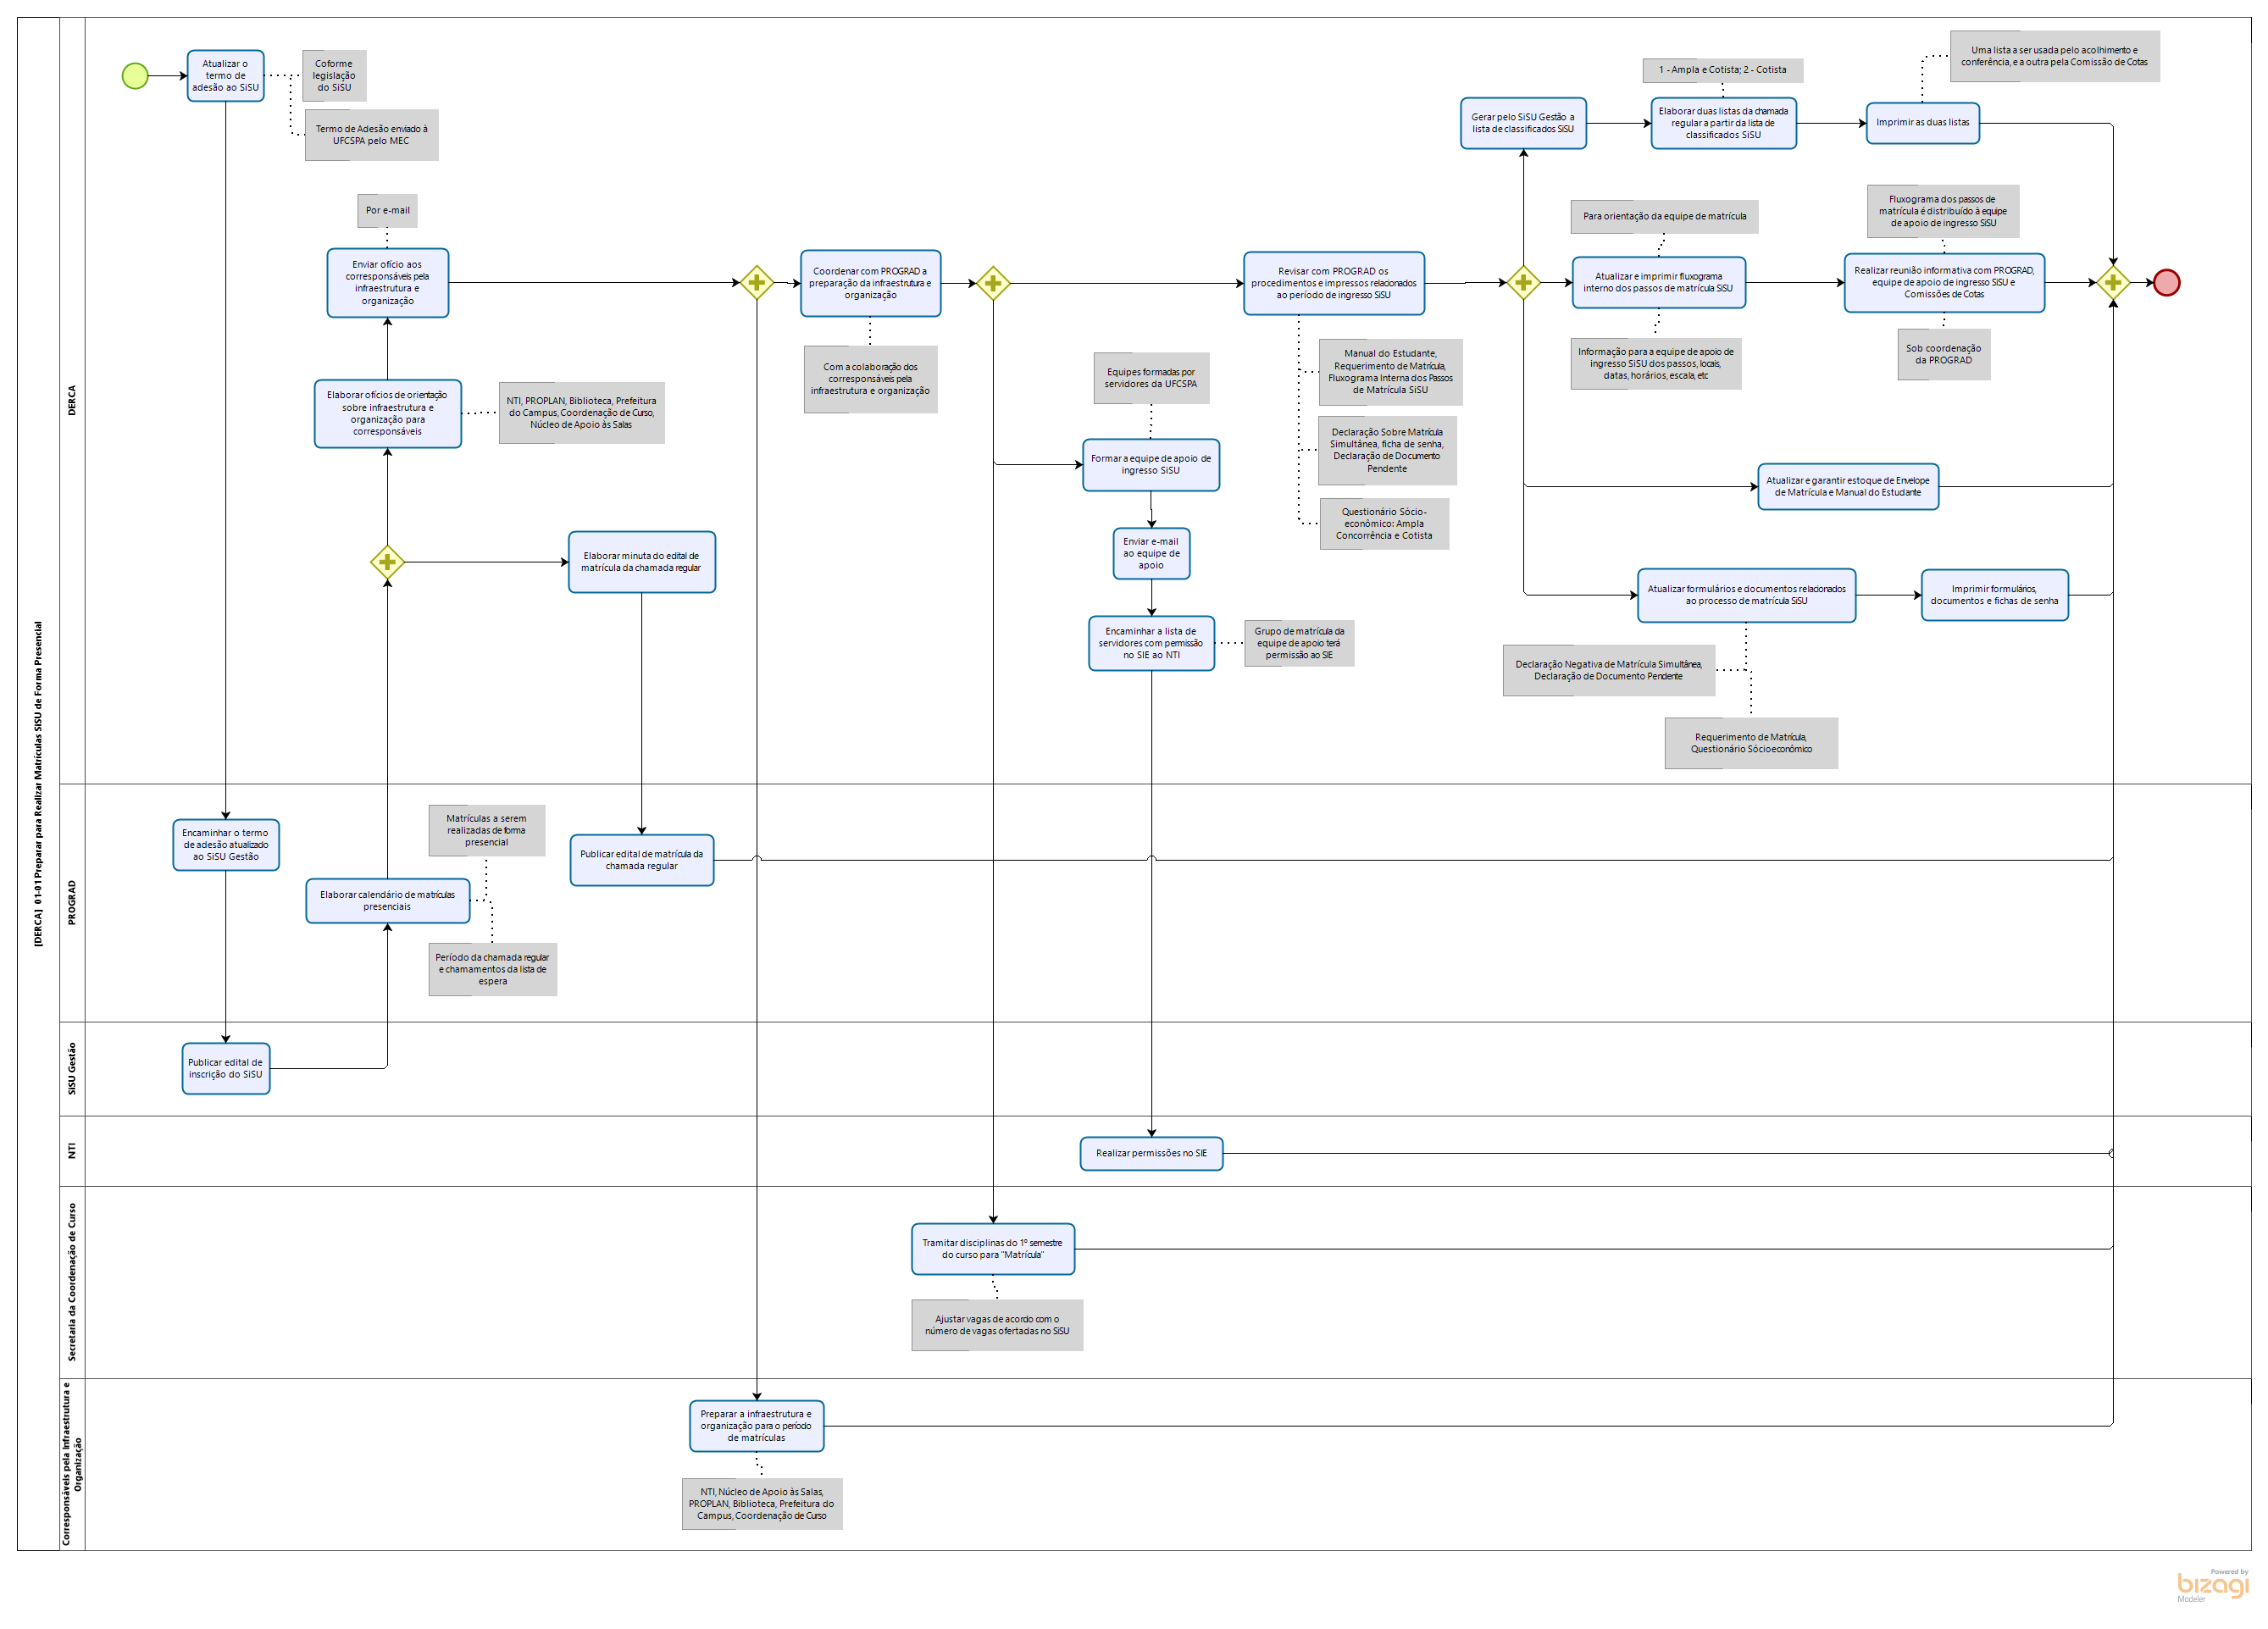 [DERCA] 01-01 Preparar para Realizar Matrículas SiSU de Forma Presencial
DERCA
Atualizar o
termo de
adesão ao SiSU
Coforme
legislação
do SiSU
Termo de Adesão enviado à
UFCSPA pelo MEC
Por e-mail
Enviar ofício aos
corresponsáveis pela
infraestrutura e
organização
Elaborar ofícios de orientação
sobre infraestrutura e
organização para
corresponsáveis
NTI, PROPLAN, Biblioteca, Prefeitura
do Campus, Coordenação de Curso,
Núcleo de Apoio às Salas
Elaborar minuta do edital de
matrícula da chamada regular
Coordenar com PROGRAD a
preparação da infraestrutura e
organização
Com a colaboração dos
corresponsáveis pela
infraestrutura e organização
Equipes formadas por
servidores da UFCSPA
Formar a equipe de apoio de
ingresso SiSU
Enviar e-mail
ao equipe de
apoio
Encaminhar a lista de
servidores com permissão
no SIE ao NTI
Grupo de matrícula da
equipe de apoio terá
permissão ao SIE
Revisar com PROGRAD os
procedimentos e impressos relacionados
ao período de ingresso SiSU
Manual do Estudante,
Requerimento de Matrícula,
Fluxograma Interna dos Passos
de Matrícula SiSU
Declaração Sobre Matrícula
Simultânea, ficha de senha,
Declaração de Documento
Pendente
Questionário Sócio-
econômico: Ampla
Concorrência e Cotista
Gerar pelo SiSU Gestão a
lista de classificados SiSU
1 - Ampla e Cotista; 2 - Cotista
Elaborar duas listas da chamada
regular a partir da lista de
classificados SiSU
Uma lista a ser usada pelo acolhimento e
conferência, e a outra pela Comissão de Cotas
Imprimir as duas listas
Para orientação da equipe de matrícula
Atualizar e imprimir fluxograma
interno dos passos de matrícula SiSU
Informação para a equipe de apoio de
ingresso SiSU dos passos, locais,
datas, horários, escala, etc
Fluxograma dos passos de
matrícula é distribuído à equipe
de apoio de ingresso SiSU
Realizar reunião informativa com PROGRAD,
equipe de apoio de ingresso SiSU e
Comissões de Cotas
Sob coordenação
da PROGRAD
Atualizar e garantir estoque de Envelope
de Matrícula e Manual do Estudante
Atualizar formulários e documentos relacionados
ao processo de matrícula SiSU
Imprimir formulários,
documentos e fichas de senha
Declaração Negativa de Matrícula Simultânea,
Declaração de Documento Pendente
Requerimento de Matrícula,
Questionário Sócioeconômico
PROGRAD
Encaminhar o termo
de adesão atualizado
ao SiSU Gestão
Matrículas a serem
realizadas de forma
presencial
Elaborar calendário de matrículas
presenciais
Período da chamada regular
e chamamentos da lista de
espera
Publicar edital de matrícula da
chamada regular
SiSU Gestão
Publicar edital de
inscrição do SiSU
NTI
Realizar permissões no SIE
Secretaria da Coordenação de Curso
Tramitar disciplinas do 1º semestre
do curso para "Matrícula"
Ajustar vagas de acordo com o
número de vagas ofertadas no SiSU
Corresponsáveis pela Infraestrutura e
Organização
Preparar a infraestrutura e
organização para o período
de matrículas
NTI, Núcleo de Apoio às Salas,
PROPLAN, Biblioteca, Prefeitura do
Campus, Coordenação de Curso
Powered by
bizagi
Modeler